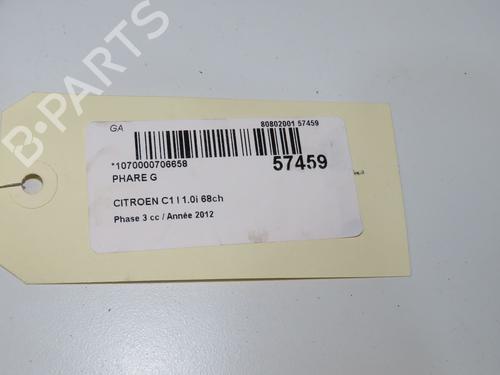 GA
80802001 57459
*1070000706658
57459
PHARE G
CITROEN C1 I 1.0i 68ch
Phase 3 cc / Année 2012
B-PARTS